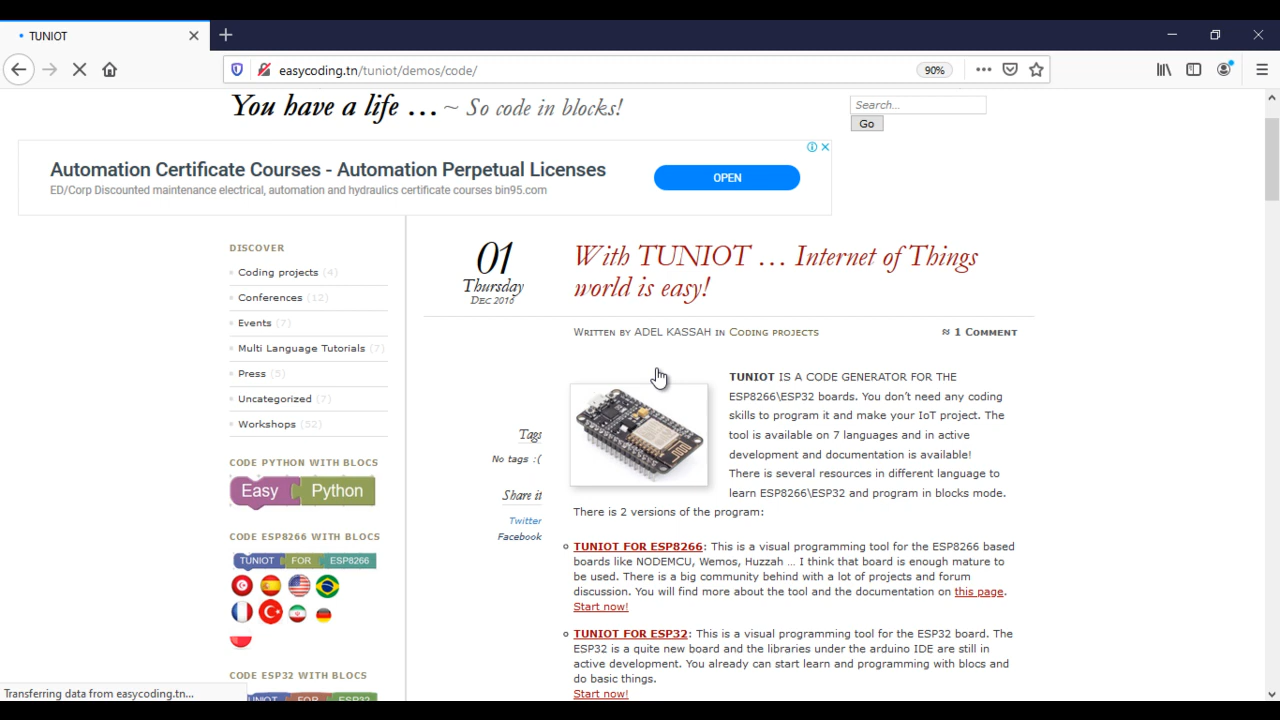 TUNIOT
easycoding.tn/tuniot/demos/code/
90%
You have a life … ~ So code in blocks!
Search...
Go
Automation Certificate Courses - Automation Perpetual Licenses
ED/Corp Discounted maintenance electrical, automation and hydraulics certificate courses bin95.com
OPEN
DISCOVER
Coding projects (4)
Conferences (12)
Events (7)
Multi Language Tutorials (7)
Press (5)
Uncategorized (7)
Workshops (52)
CODE PYTHON WITH BLOCS
Easy Python
CODE ESP8266 WITH BLOCS
TUNIOT FOR ESP8266
CODE ESP32 WITH BLOCS
UNIOT FOR ESP32
01
Thursday
DEC 2016
With TUNIOT … Internet of Things
world is easy!
WRITTEN BY ADEL KASSAH IN CODING PROJECTS
≈ 1 COMMENT
Tags
No tags :(
Share it
Twitter
Facebook
TUNIOT IS A CODE GENERATOR FOR THE
ESP8266\ESP32 boards. You don't need any coding
skills to program it and make your IoT project. The
tool is available on 7 languages and in active
development and documentation is available!
There is several resources in different language to
learn ESP8266\ESP32 and program in blocks mode.
There is 2 versions of the program:
TUNIOT FOR ESP8266: This is a visual programming tool for the ESP8266 based
boards like NODEMCU, Wemos, Huzzah … I think that board is enough mature to
be used. There is a big community behind with a lot of projects and forum
discussion. You will find more about the tool and the documentation on this page.
Start now!
TUNIOT FOR ESP32: This is a visual programming tool for the ESP32 board. The
ESP32 is a quite new board and the libraries under the arduino IDE are still in
active development. You already can start learn and programming with blocs and
do basic things.
Start now!
Transferring data from easycoding.tn...